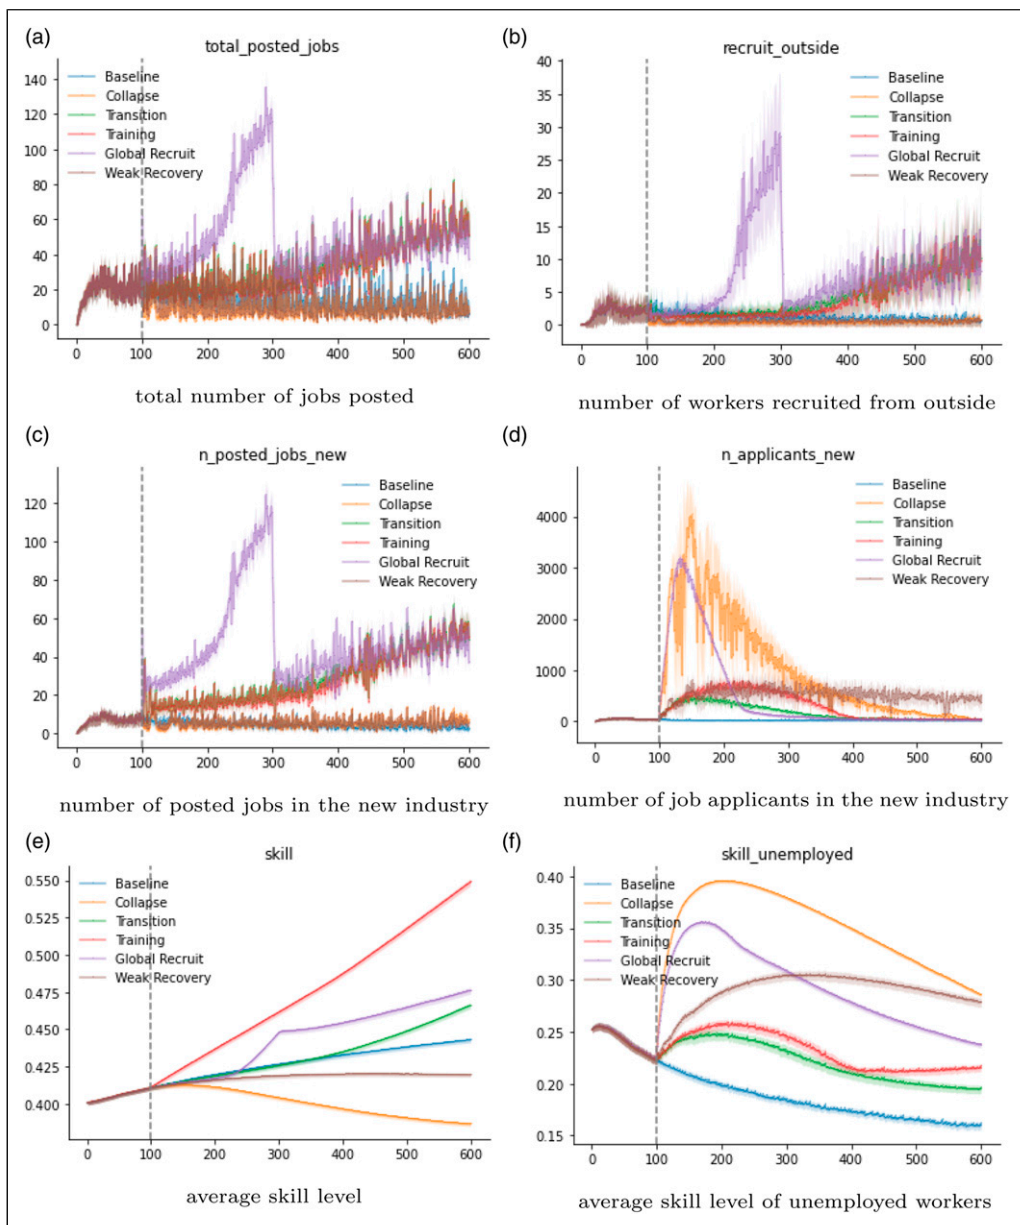 (a)
total_posted_jobs
140
120
100
80
60
40
20
0
Baseline
Collapse
Transition
Training
Global Recruit
Weak Recovery
0 100 200 300 400 500 600
total number of jobs posted
(b)
recruit_outside
40
35
30
25
20
15
10
5
0
Baseline
Collapse
Transition
Training
Global Recruit
Weak Recovery
0 100 200 300 400 500 600
number of workers recruited from outside
(c)
n_posted_jobs_new
120
100
80
60
40
20
0
Baseline
Collapse
Transition
Training
Global Recruit
Weak Recovery
0 100 200 300 400 500 600
number of posted jobs in the new industry
(d)
n_applicants_new
4000
3000
2000
1000
0
Baseline
Collapse
Transition
Training
Global Recruit
Weak Recovery
0 100 200 300 400 500 600
number of job applicants in the new industry
(e)
skill
0.550
0.525
0.500
0.475
0.450
0.425
0.400
Baseline
Collapse
Transition
Training
Global Recruit
Weak Recovery
0 100 200 300 400 500 600
average skill level
(f)
skill_unemployed
0.40
0.35
0.30
0.25
0.20
0.15
Baseline
Collapse
Transition
Training
Global Recruit
Weak Recovery
0 100 200 300 400 500 600
average skill level of unemployed workers